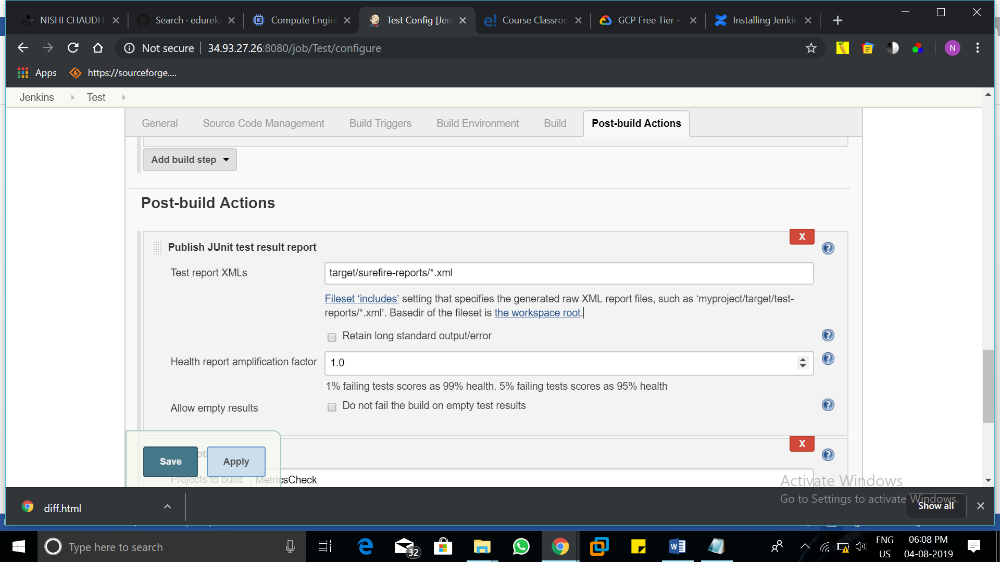 NISHI CHAUDH
Search · edureka
Compute Engin
Test Config [Jen
Course Classroo
GCP Free Tier -
Installing Jenkin
Not secure
34.93.27.26:8080/job/Test/configure
N
Apps
https://sourceforge....
Jenkins
Test
General
Source Code Management
Build Triggers
Build Environment
Build
Post-build Actions
Add build step
Post-build Actions
X
Publish JUnit test result report
Test report XMLs
target/surefire-reports/*.xml
Fileset ‘includes’ setting that specifies the generated raw XML report files, such as ‘myproject/target/test-
reports/*.xml’. Basedir of the fileset is the workspace root.
Retain long standard output/error
Health report amplification factor
1.0
1% failing tests scores as 99% health. 5% failing tests scores as 95% health
Allow empty results
Do not fail the build on empty test results
X
Save
Apply
Projects to build
MetricsCheck
Activate Windows
Go to Settings to activate Windows.
diff.html
Show all
Type here to search
32
ENG
US
06:08 PM
04-08-2019